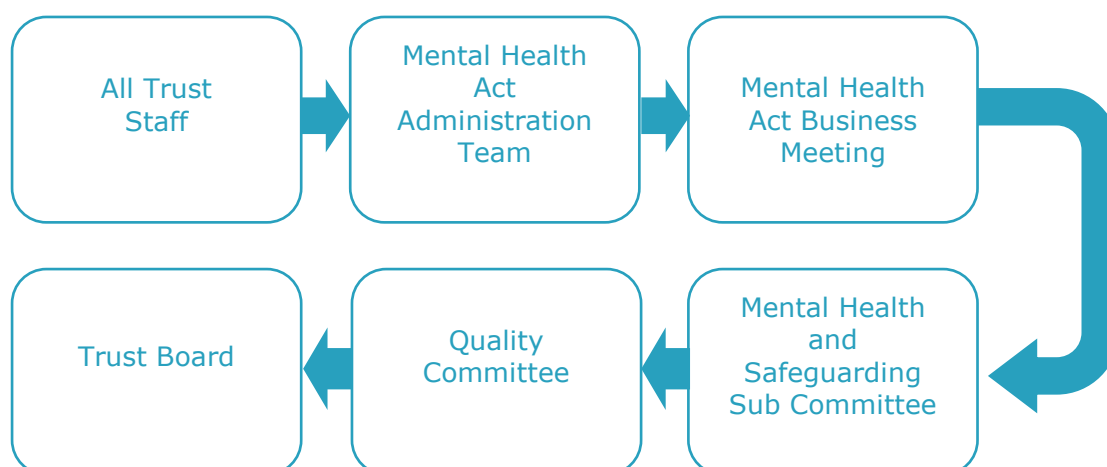 All Trust
Staff
Mental Health
Act
Administration
Team
Mental Health
Act Business
Meeting
Mental Health
and
Safeguarding
Sub Committee
Quality
Committee
Trust Board